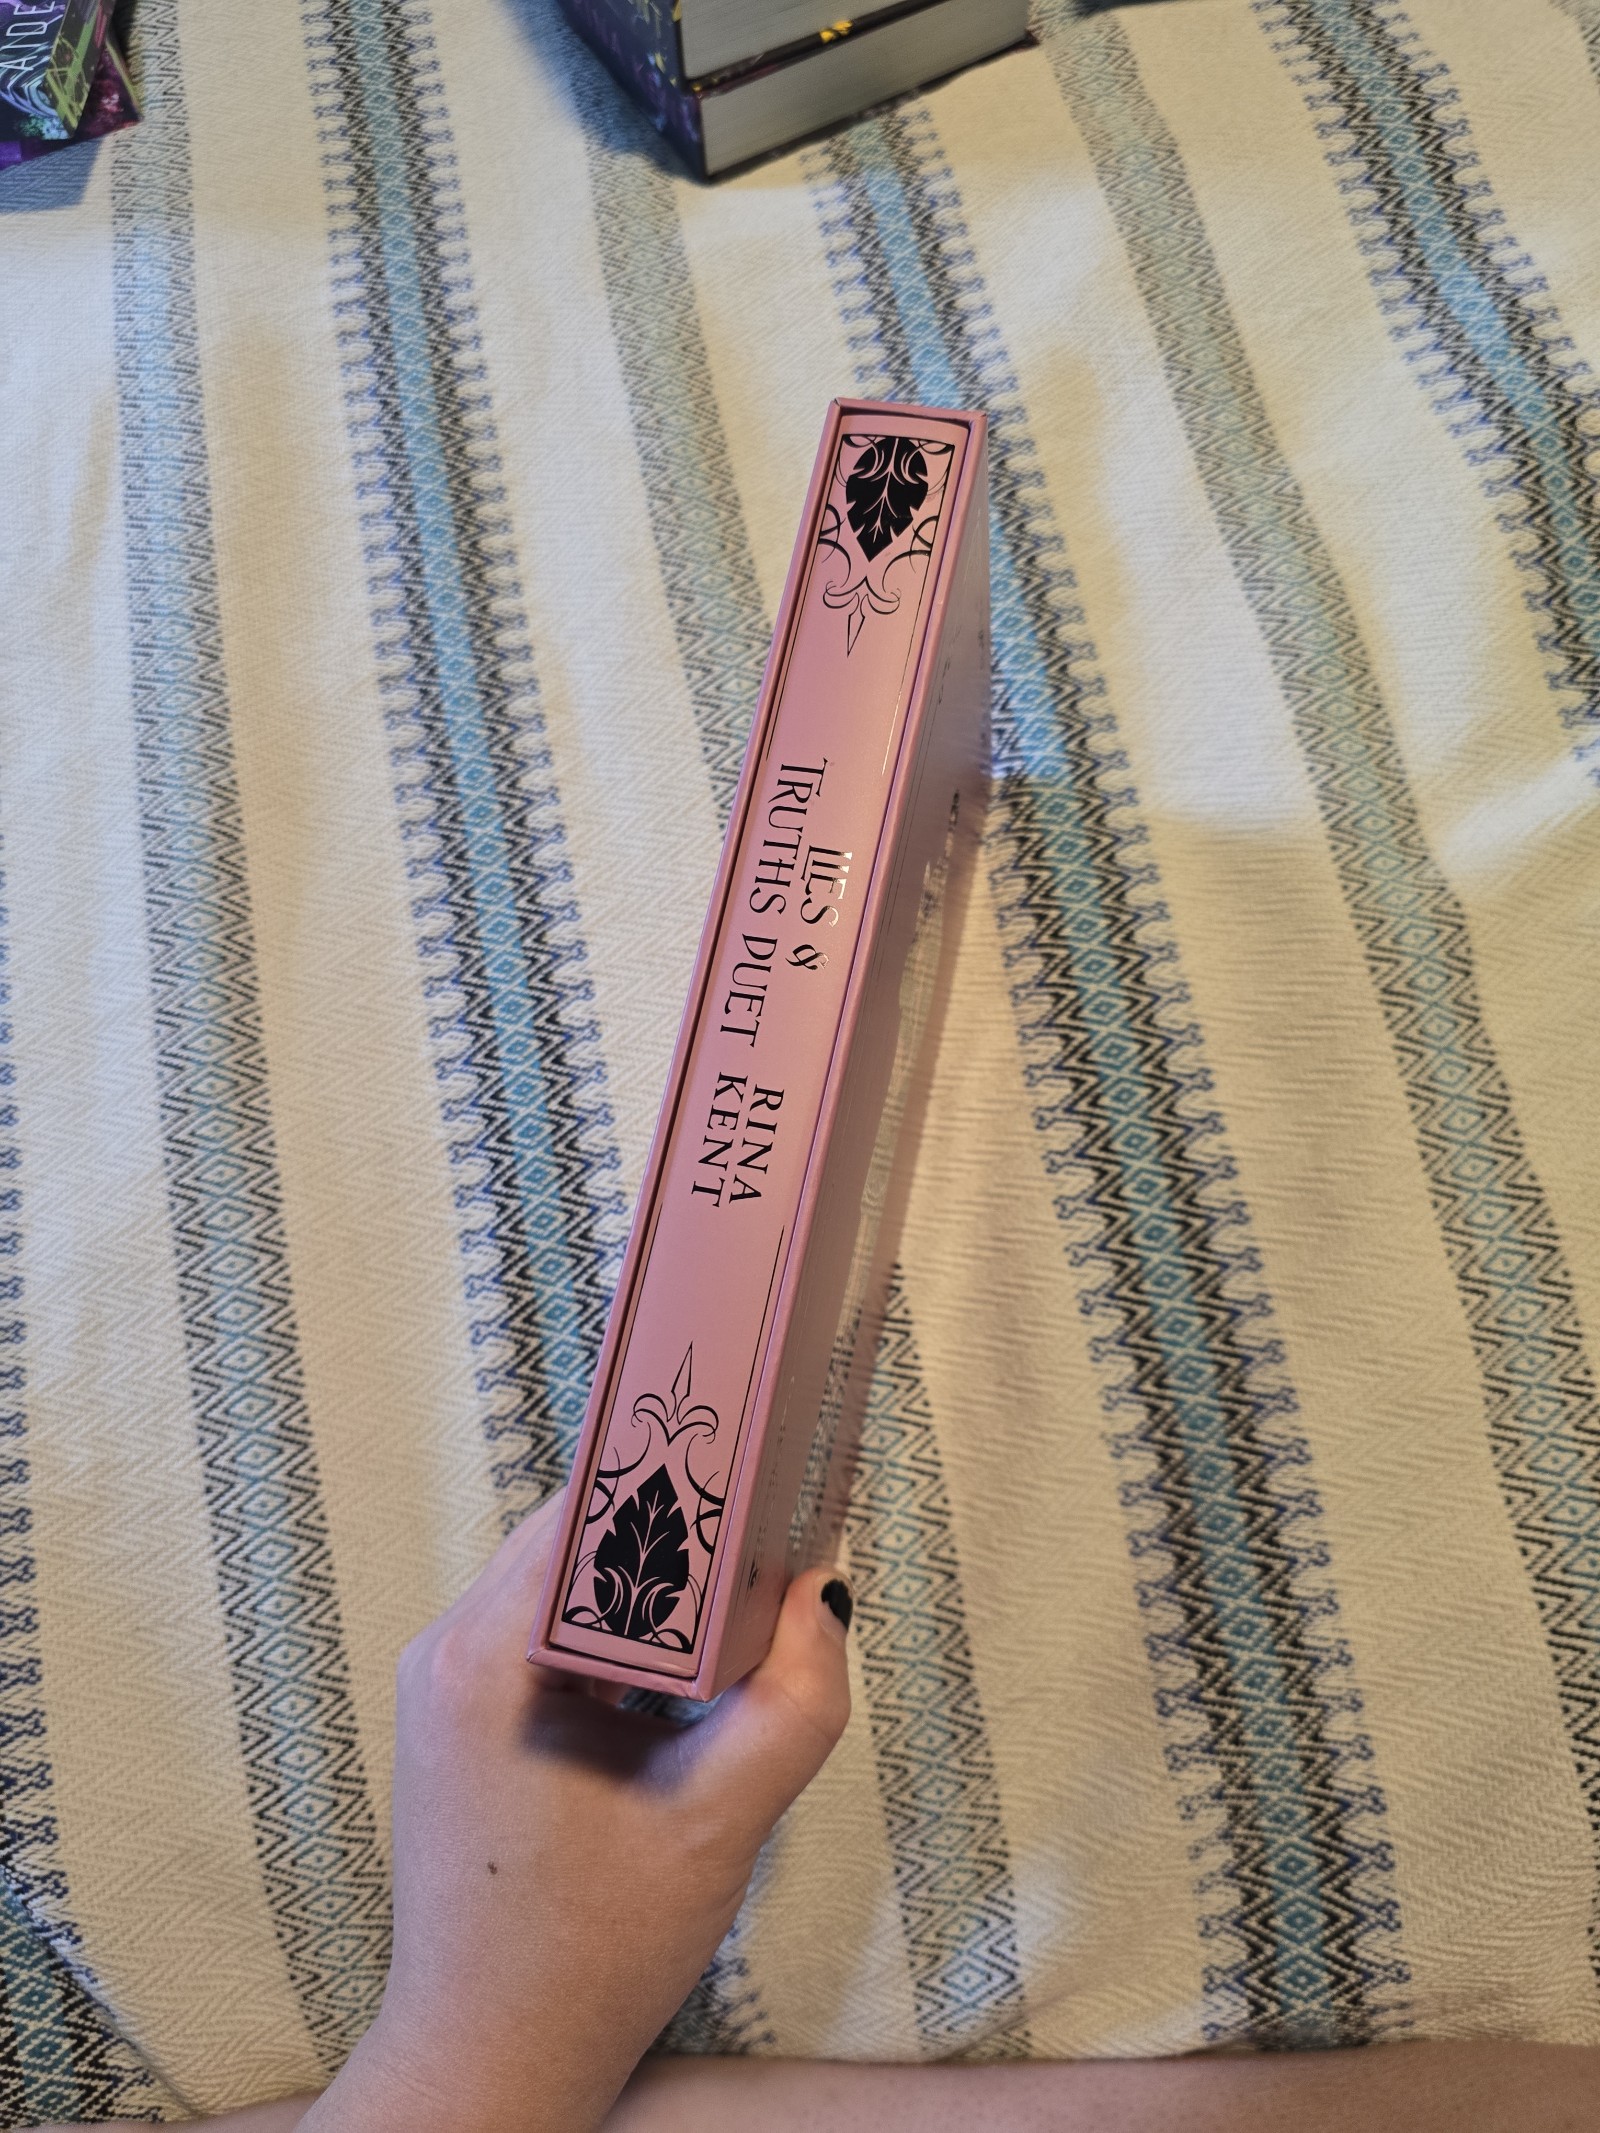 LIES &
TRUTHS DUET
RINA
KENT